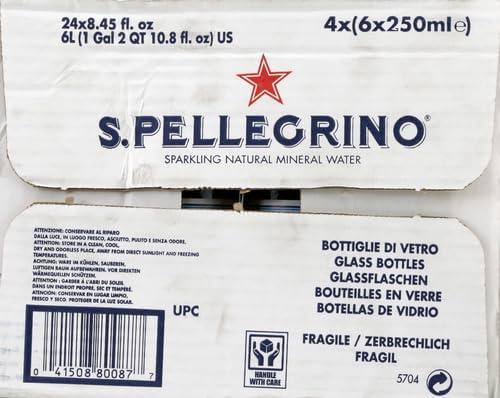 24x8.45 fl. oz
6L (1 Gal 2 QT 10.8 fl. oz) US
4x(6x250ml e)
S.PELLEGRINO®
SPARKLING NATURAL MINERAL WATER
ATTENZIONE: CONSERVARE AL RIPARO
DALLA LUCE, IN LUOGO FRESCO, ASCIUTTO, PULITO E SENZA ODORE.
ATTENTION: STORE IN A CLEAN, COOL,
DRY AND ODORLESS PLACE, AWAY FROM DIRECT SUNLIGHT AND FREEZING
TEMPERATURES.
ACHTUNG: WARE IM KÜHLEN, SAUBEREN,
LUFTIGEN RAUM AUFBEWAHREN. VOR DIREKTEN
WÄRMEQUELLEN SCHÜTZEN.
ATTENTION : GARDER À L'ABRI DU SOLEIL
DANS UN ENDROIT PROPRE, SEC ET TEMPÉRÉ.
ATENCIÓN: CONSERVAR EN LUGAR LIMPIO,
FRESCO Y SECO. PROTEGER DE LA LUZ SOLAR.
UPC
0 41508 80087 7
BOTTIGLIE DI VETRO
GLASS BOTTLES
GLASSFLASCHEN
BOUTEILLES EN VERRE
BOTELLAS DE VIDRIO
FRAGILE / ZERBRECHLICH
FRAGIL
HANDLE
WITH CARE
5704